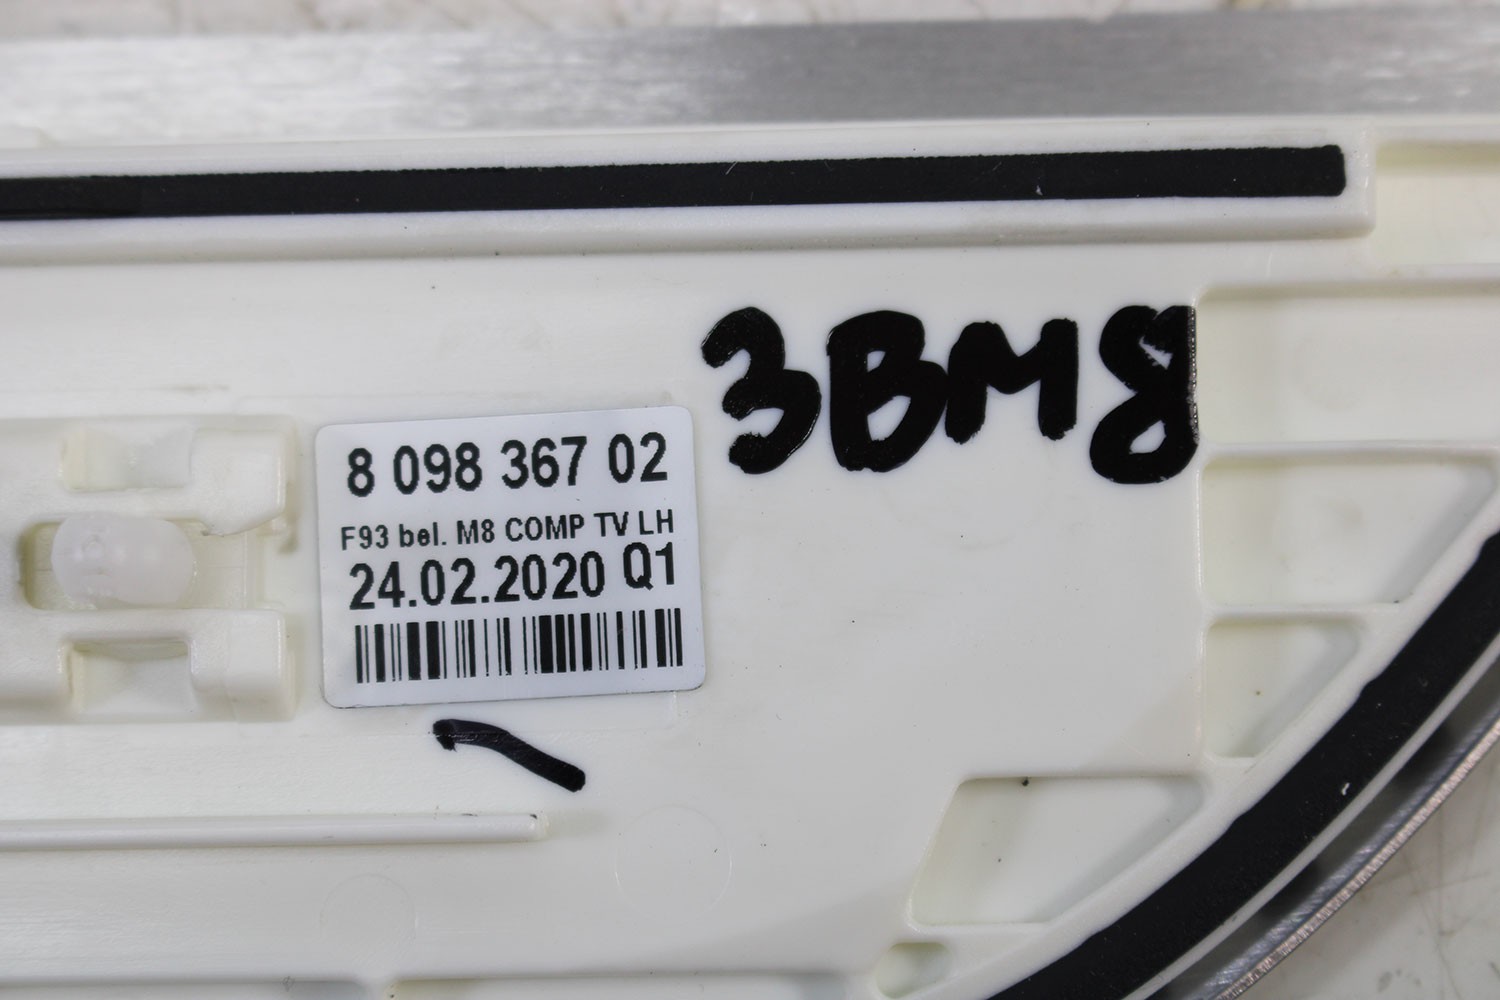 3BM8
8 098 367 02
F93 bel. M8 COMP TV LH
24.02.2020 Q1